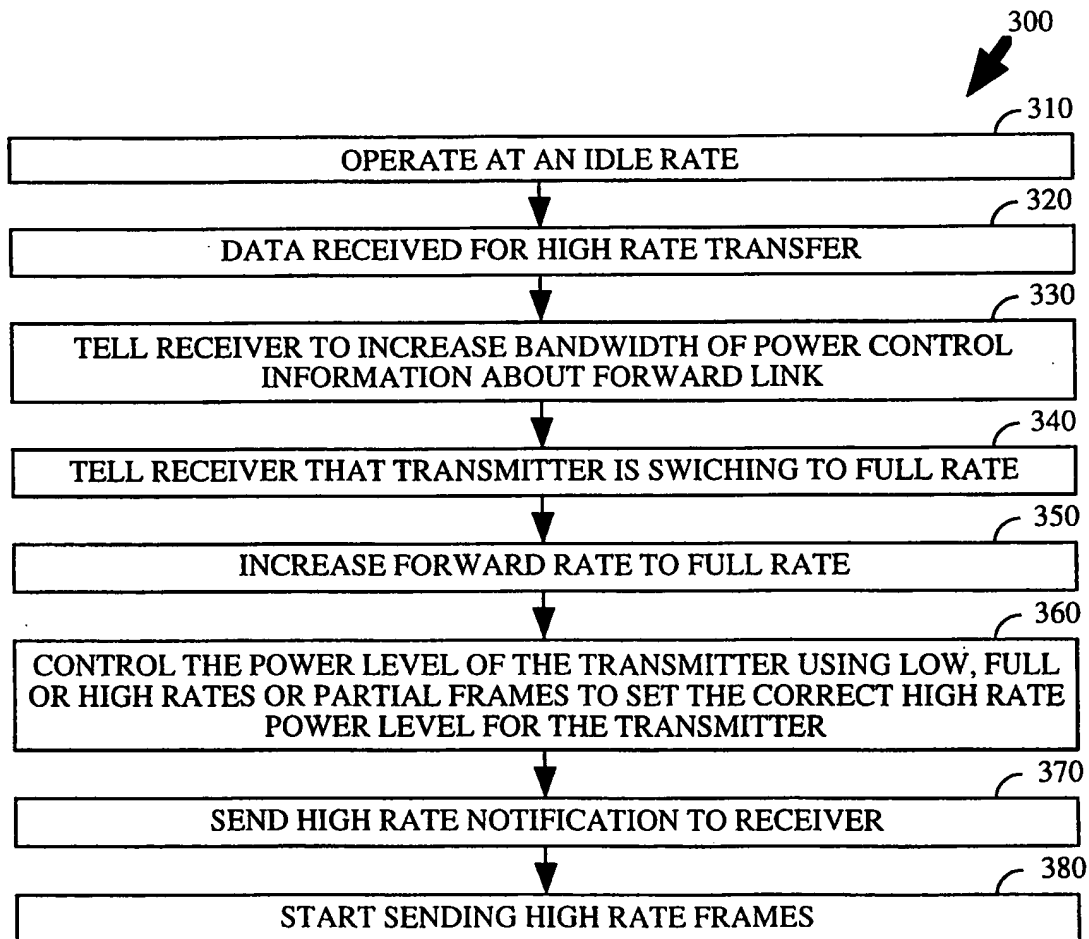 300
310
OPERATE AT AN IDLE RATE
320
DATA RECEIVED FOR HIGH RATE TRANSFER
330
TELL RECEIVER TO INCREASE BANDWIDTH OF POWER CONTROL
INFORMATION ABOUT FORWARD LINK
340
TELL RECEIVER THAT TRANSMITTER IS SWICHING TO FULL RATE
350
INCREASE FORWARD RATE TO FULL RATE
360
CONTROL THE POWER LEVEL OF THE TRANSMITTER USING LOW, FULL
OR HIGH RATES OR PARTIAL FRAMES TO SET THE CORRECT HIGH RATE
POWER LEVEL FOR THE TRANSMITTER
370
SEND HIGH RATE NOTIFICATION TO RECEIVER
380
START SENDING HIGH RATE FRAMES